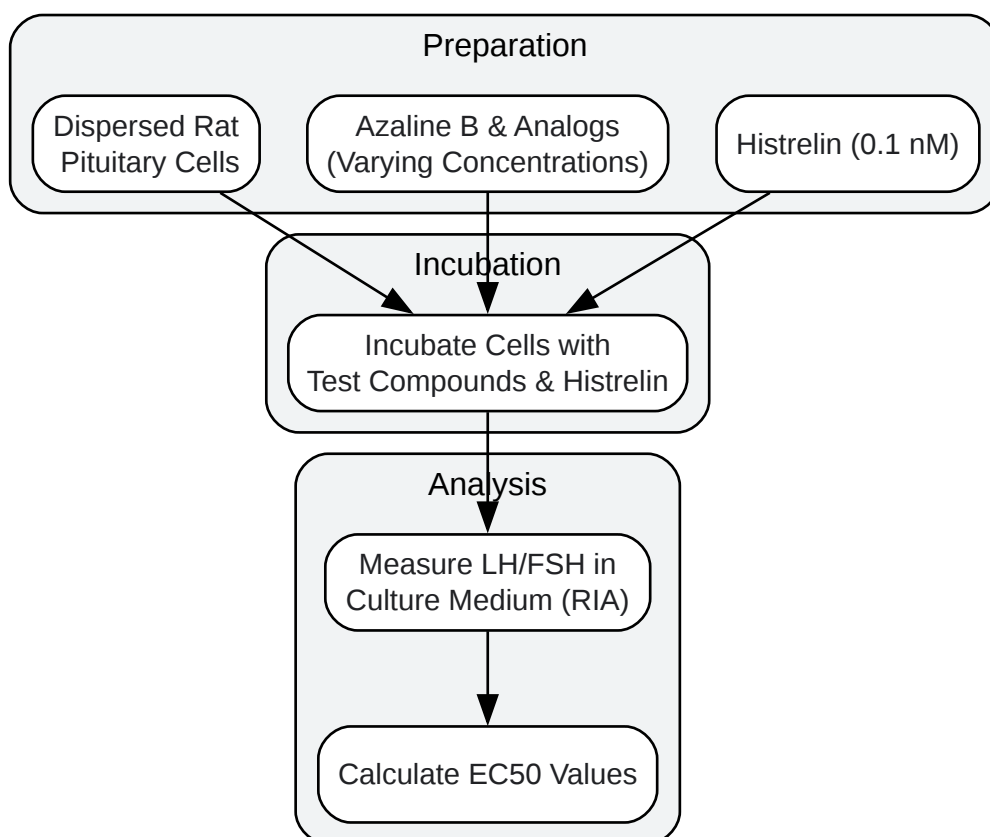 Preparation
Dispersed Rat
Pituitary Cells
Azaline B & Analogs
(Varying Concentrations)
Histrelin (0.1 nM)
Incubation
Incubate Cells with
Test Compounds & Histrelin
Analysis
Measure LH/FSH in
Culture Medium (RIA)
Calculate EC50 Values